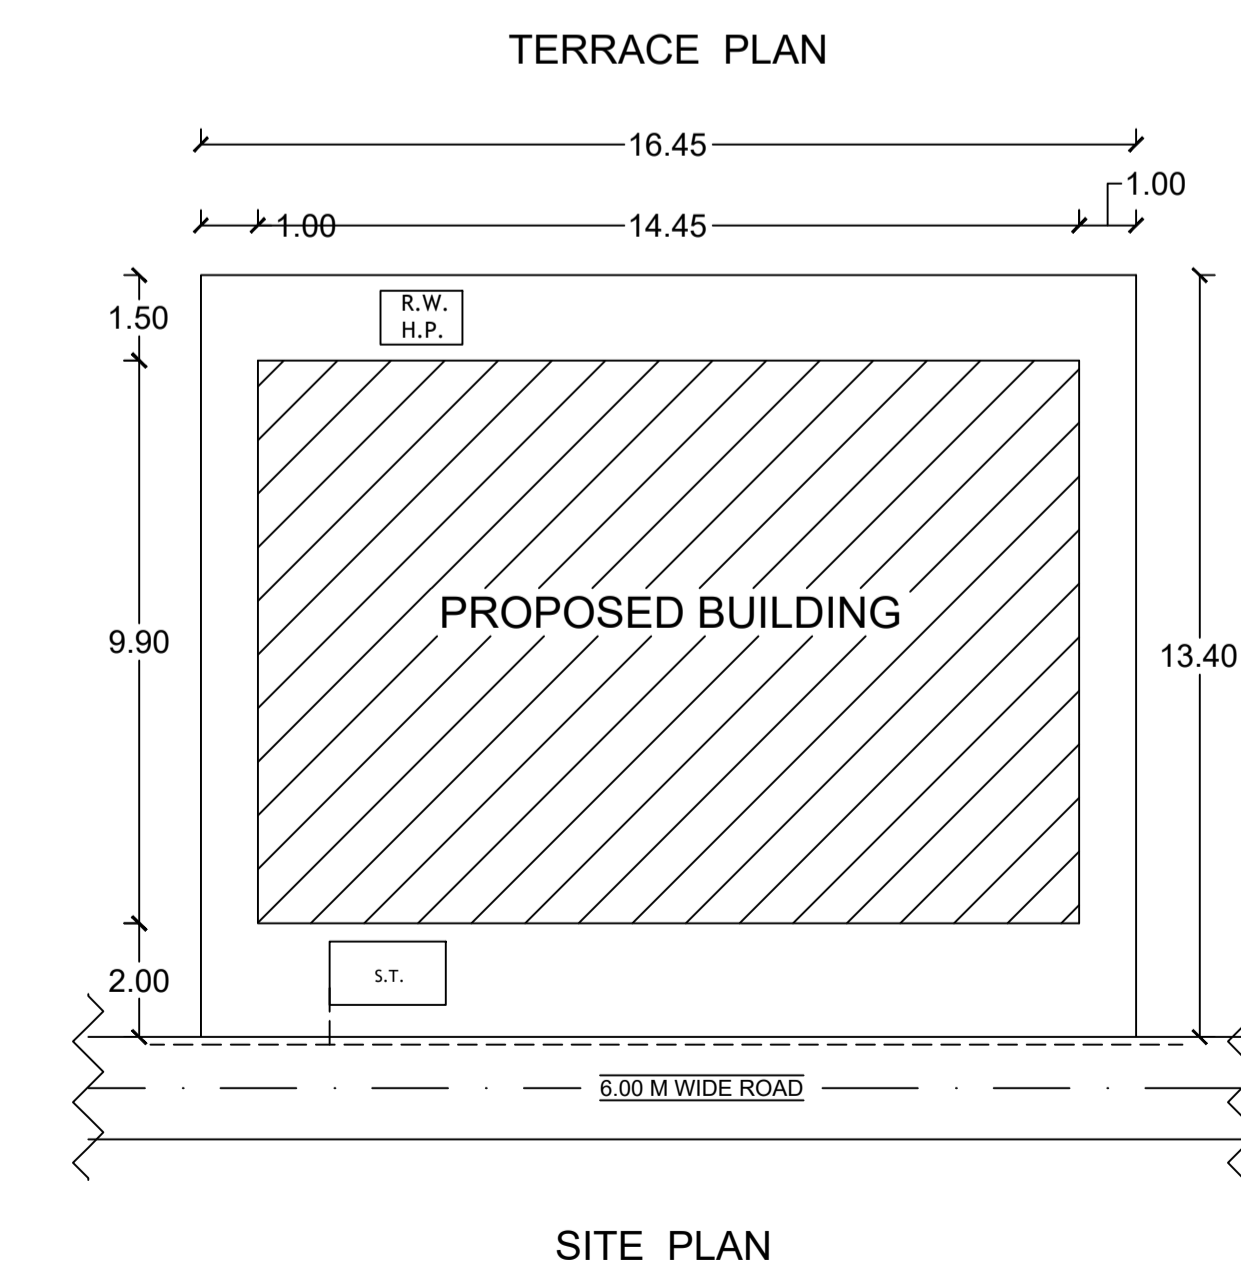 TERRACE PLAN
16.45
1.00
1.00
14.45
1.50
R.W.
H.P.
PROPOSED BUILDING
9.90
13.40
2.00
S.T.
6.00 M WIDE ROAD
SITE PLAN